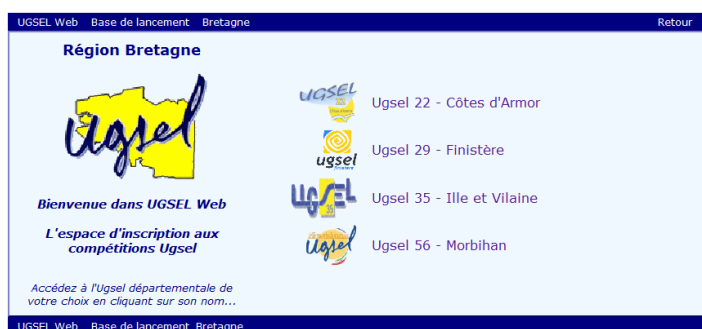 UGSEL Web Base de lancement Bretagne Retour
Région Bretagne
ugsel
Bienvenue dans UGSEL Web
L'espace d'inscription aux
compétitions Ugsel
Accédez à l'Ugsel départementale de
votre choix en cliquant sur son nom...
UGSEL 22 Ugsel 22 - Côtes d'Armor
ugsel Ugsel 29 - Finistère
UGSEL 35 Ugsel 35 - Ille et Vilaine
Ugsel Ugsel 56 - Morbihan
UGSEL Web Base de lancement Bretagne